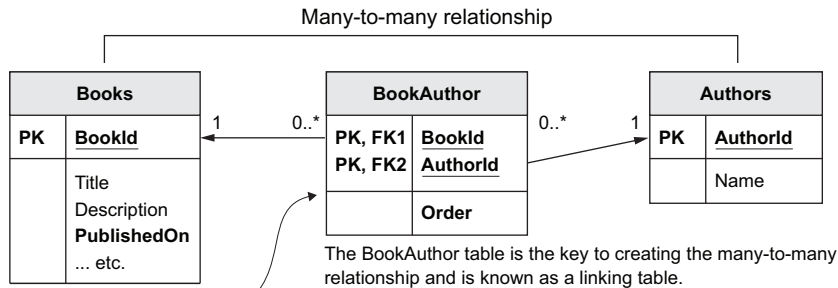 Many-to-many relationship
Books
PK BookId
Title
Description
PublishedOn
... etc.
1
0..*
BookAuthor
PK, FK1 BookId
PK, FK2 AuthorId
Order
0..*
1
Authors
PK AuthorId
Name
The BookAuthor table is the key to creating the many-to-many
relationship and is known as a linking table.